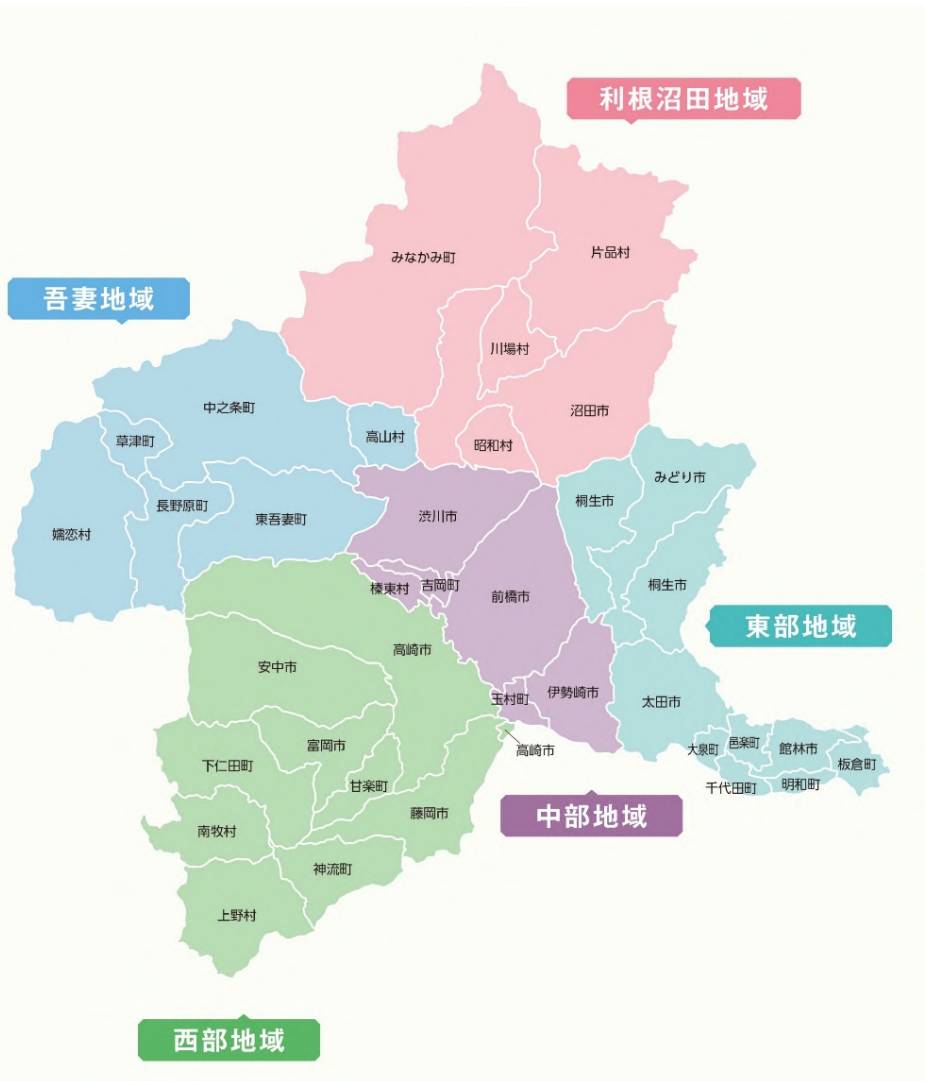 利根沼田地域
みなかみ町
片品村
川場村
沼田市
昭和村
吾妻地域
中之条町
草津町
高山村
長野原町
東吾妻町
嬬恋村
渋川市
榛東村
吉岡町
前橋市
玉村町
伊勢崎市
中部地域
桐生市
みどり市
桐生市
東部地域
太田市
大泉町
邑楽町
館林市
板倉町
千代田町
明和町
高崎市
安中市
高崎市
富岡市
下仁田町
甘楽町
藤岡市
南牧村
神流町
上野村
西部地域